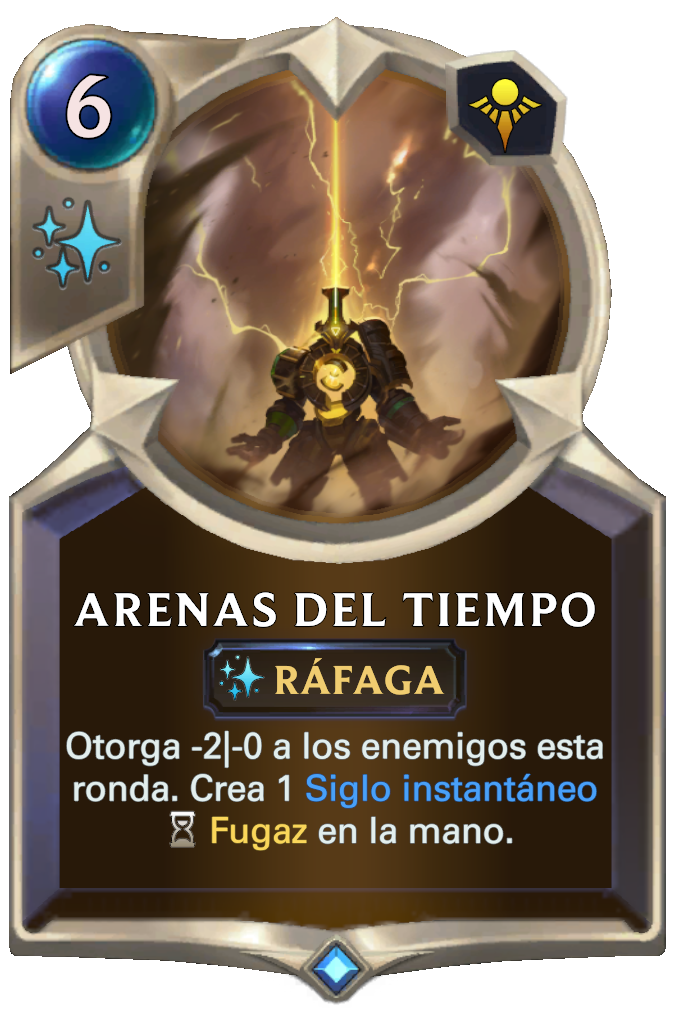 6
ARENAS DEL TIEMPO
RÁFAGA
Otorga -2|-0 a los enemigos esta
ronda. Crea 1 Siglo instantáneo
Fugaz en la mano.